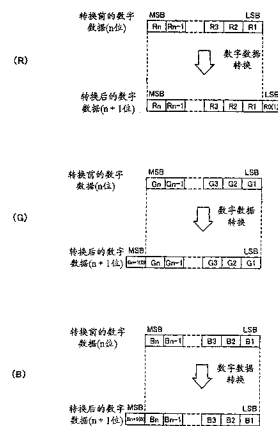 转换前的数字
数据(n位)
MSB LSB
Rn Rn-1 R3 R2 R1
(R)
数字数据
转换
转换后的数字
数据(n + 1位)
MSB LSB
Rn Rn-1 R3 R2 R1
转换前的数字
数据(n位)
MSB LSB
Gn Gn-1 G3 G2 G1
(G)
数字数据
转换
转换后的数字
数据(n + 1位)
MSB LSB
Gn Gn-1 G3 G2 G1
转换前的数字
数据(n位)
MSB LSB
Bn Bn-1 B3 B2 B1
(B)
数字数据
转换
转换后的数字
数据(n + 1位)
MSB LSB
Bn Bn-1 B3 B2 B1